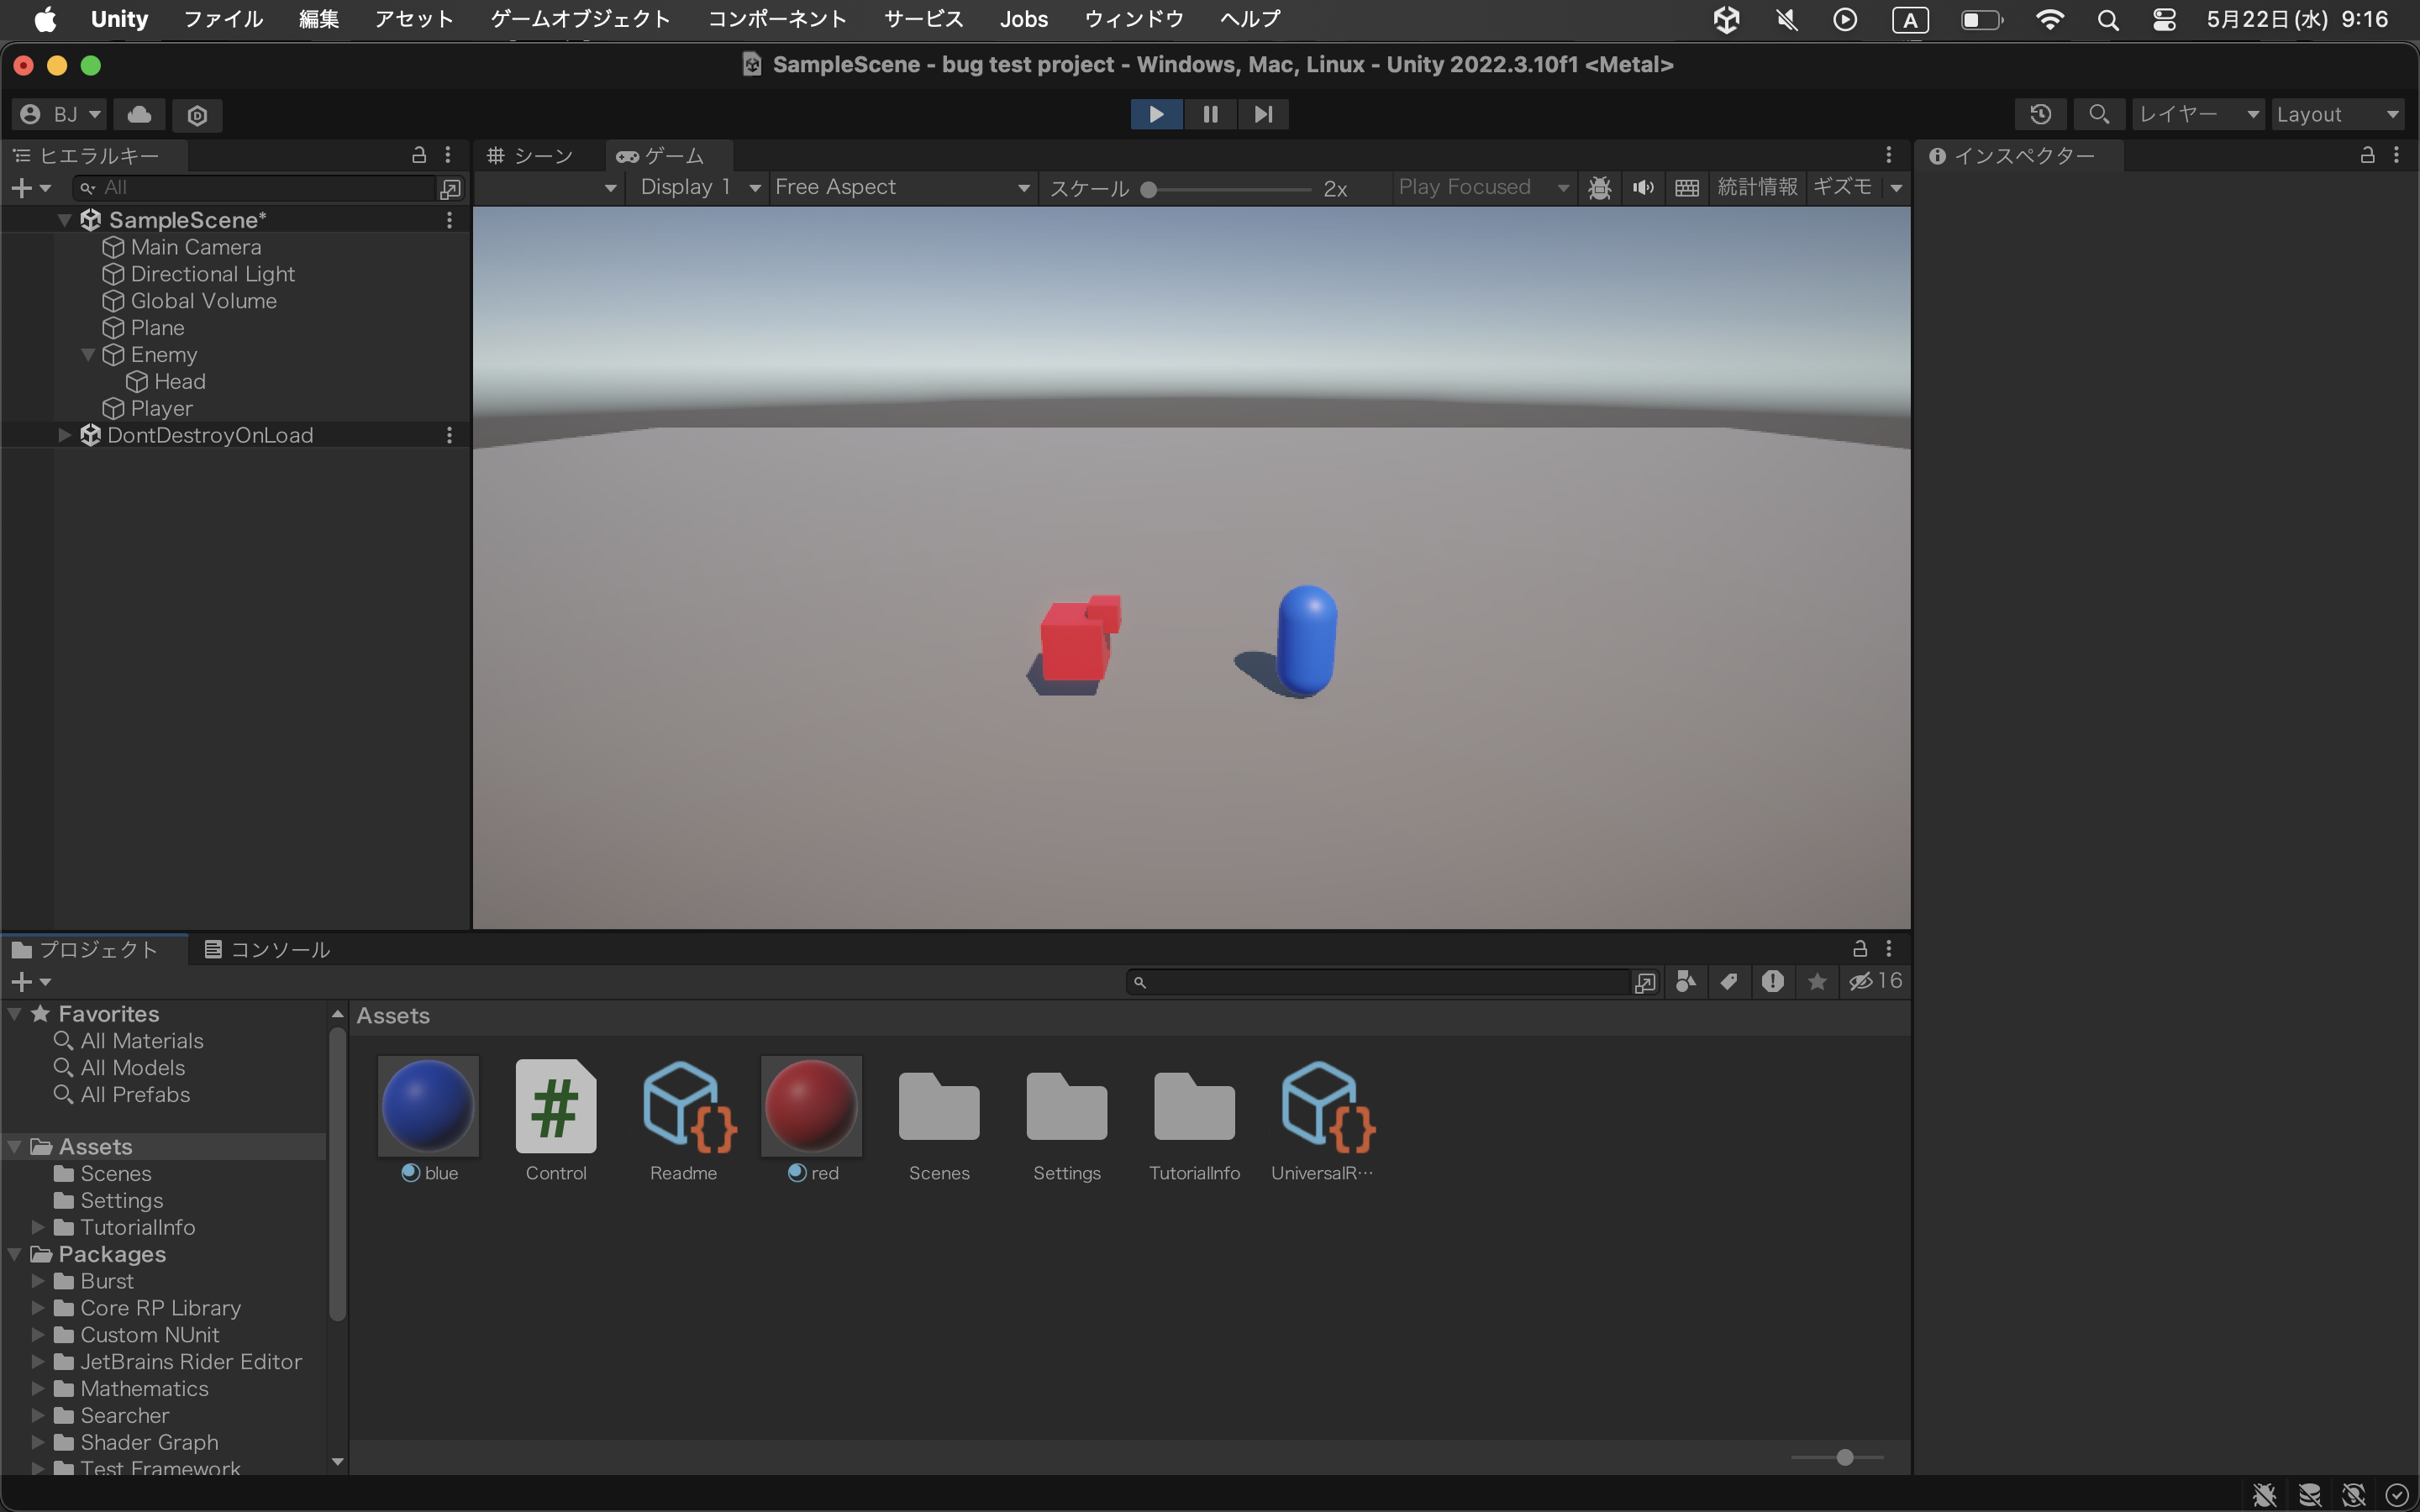 Unity ファイル 編集 アセット ゲームオブジェクト コンポーネント サービス Jobs ウィンドウ ヘルプ A 5月22日(水) 9:16
SampleScene - bug test project - Windows, Mac, Linux - Unity 2022.3.10f1 <Metal>
BJ レイヤー Layout
ヒエラルキー シーン ゲーム インスペクター
All Display 1 Free Aspect スケール 2x Play Focused 統計情報 ギズモ
SampleScene*
Main Camera
Directional Light
Global Volume
Plane
Enemy
Head
Player
DontDestroyOnLoad
プロジェクト コンソール
16
Favorites
All Materials
All Models
All Prefabs
Assets
Scenes
Settings
TutorialInfo
Packages
Burst
Core RP Library
Custom NUnit
JetBrains Rider Editor
Mathematics
Searcher
Shader Graph
Test Framework
Assets
blue Control Readme red Scenes Settings TutorialInfo UniversalR…